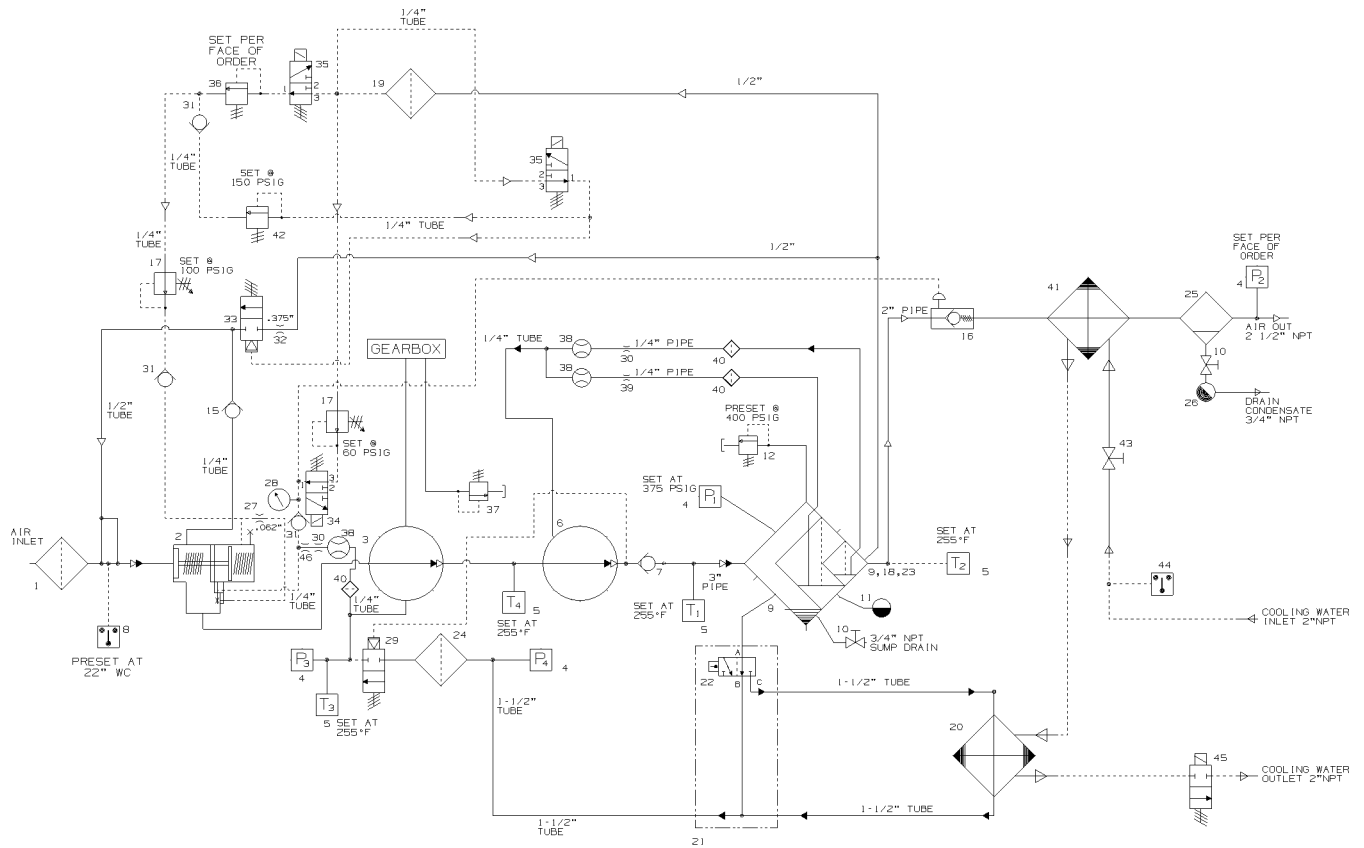 1/4"
TUBE
SET PER
FACE OF
ORDER
35
36
1
2
3
19
1/2"
31
1/4"
TUBE
35
2
3
1
SET @
150 PSIG
42
1/4" TUBE
SET PER
FACE OF
ORDER
4
P2
1/4"
TUBE
17
SET @
100 PSIG
1/2"
41
25
33
.375"
32
2" PIPE
16
AIR OUT
2 1/2" NPT
GEARBOX
1/4" TUBE
38
30
1/4" PIPE
40
38
39
1/4" PIPE
40
10
26
DRAIN
CONDENSATE
3/4" NPT
31
1/2"
TUBE
15
17
SET @
60 PSIG
PRESET @
400 PSIG
12
43
1/4"
TUBE
28
1
3
2
34
37
SET AT
375 PSIG
4
P1
27
.062"
31
38
3
6
AIR
INLET
1
2
30
46
40
7
3"
PIPE
9,18,23
SET AT
255°F
T2
5
1/4"
TUBE
1/4"
TUBE
T4
5
SET AT
255°F
SET AT
255°F
T1
5
9
11
44
8
PRESET AT
22" WC
29
24
10
3/4" NPT
SUMP DRAIN
COOLING WATER
INLET 2"NPT
P3
4
P4
4
T3
5
SET AT
255°F
22
A
B
C
1-1/2"
TUBE
1-1/2" TUBE
20
45
COOLING WATER
OUTLET 2"NPT
1-1/2"
TUBE
1-1/2" TUBE
21